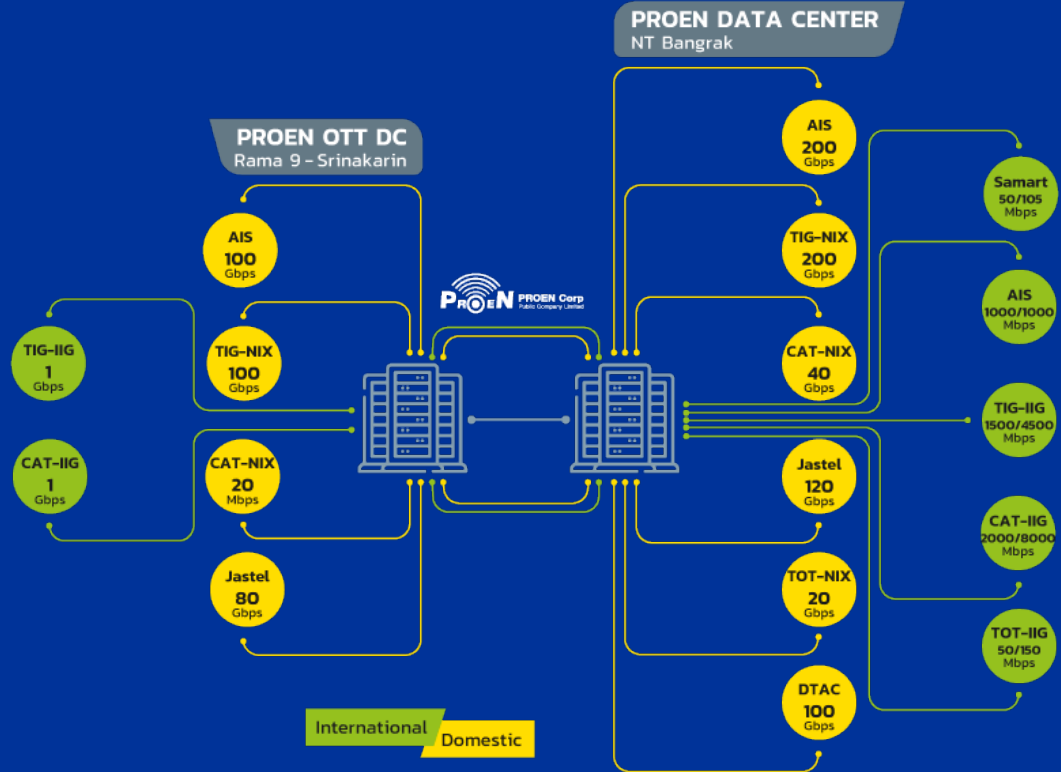 PROEN DATA CENTER
NT Bangrak
PROEN OTT DC
Rama 9 - Srinakarin
AIS
100
Gbps
TIG-NIX
100
Gbps
CAT-NIX
20
Mbps
Jastel
80
Gbps
TIG-IIG
1
Gbps
CAT-IIG
1
Gbps
PROEN PROEN Corp
Public Company Limited
AIS
200
Gbps
TIG-NIX
200
Gbps
CAT-NIX
40
Gbps
Jastel
120
Gbps
TOT-NIX
20
Gbps
DTAC
100
Gbps
Samart
50/105
Mbps
AIS
1000/1000
Mbps
TIG-IIG
1500/4500
Mbps
CAT-IIG
2000/8000
Mbps
TOT-IIG
50/150
Mbps
International
Domestic